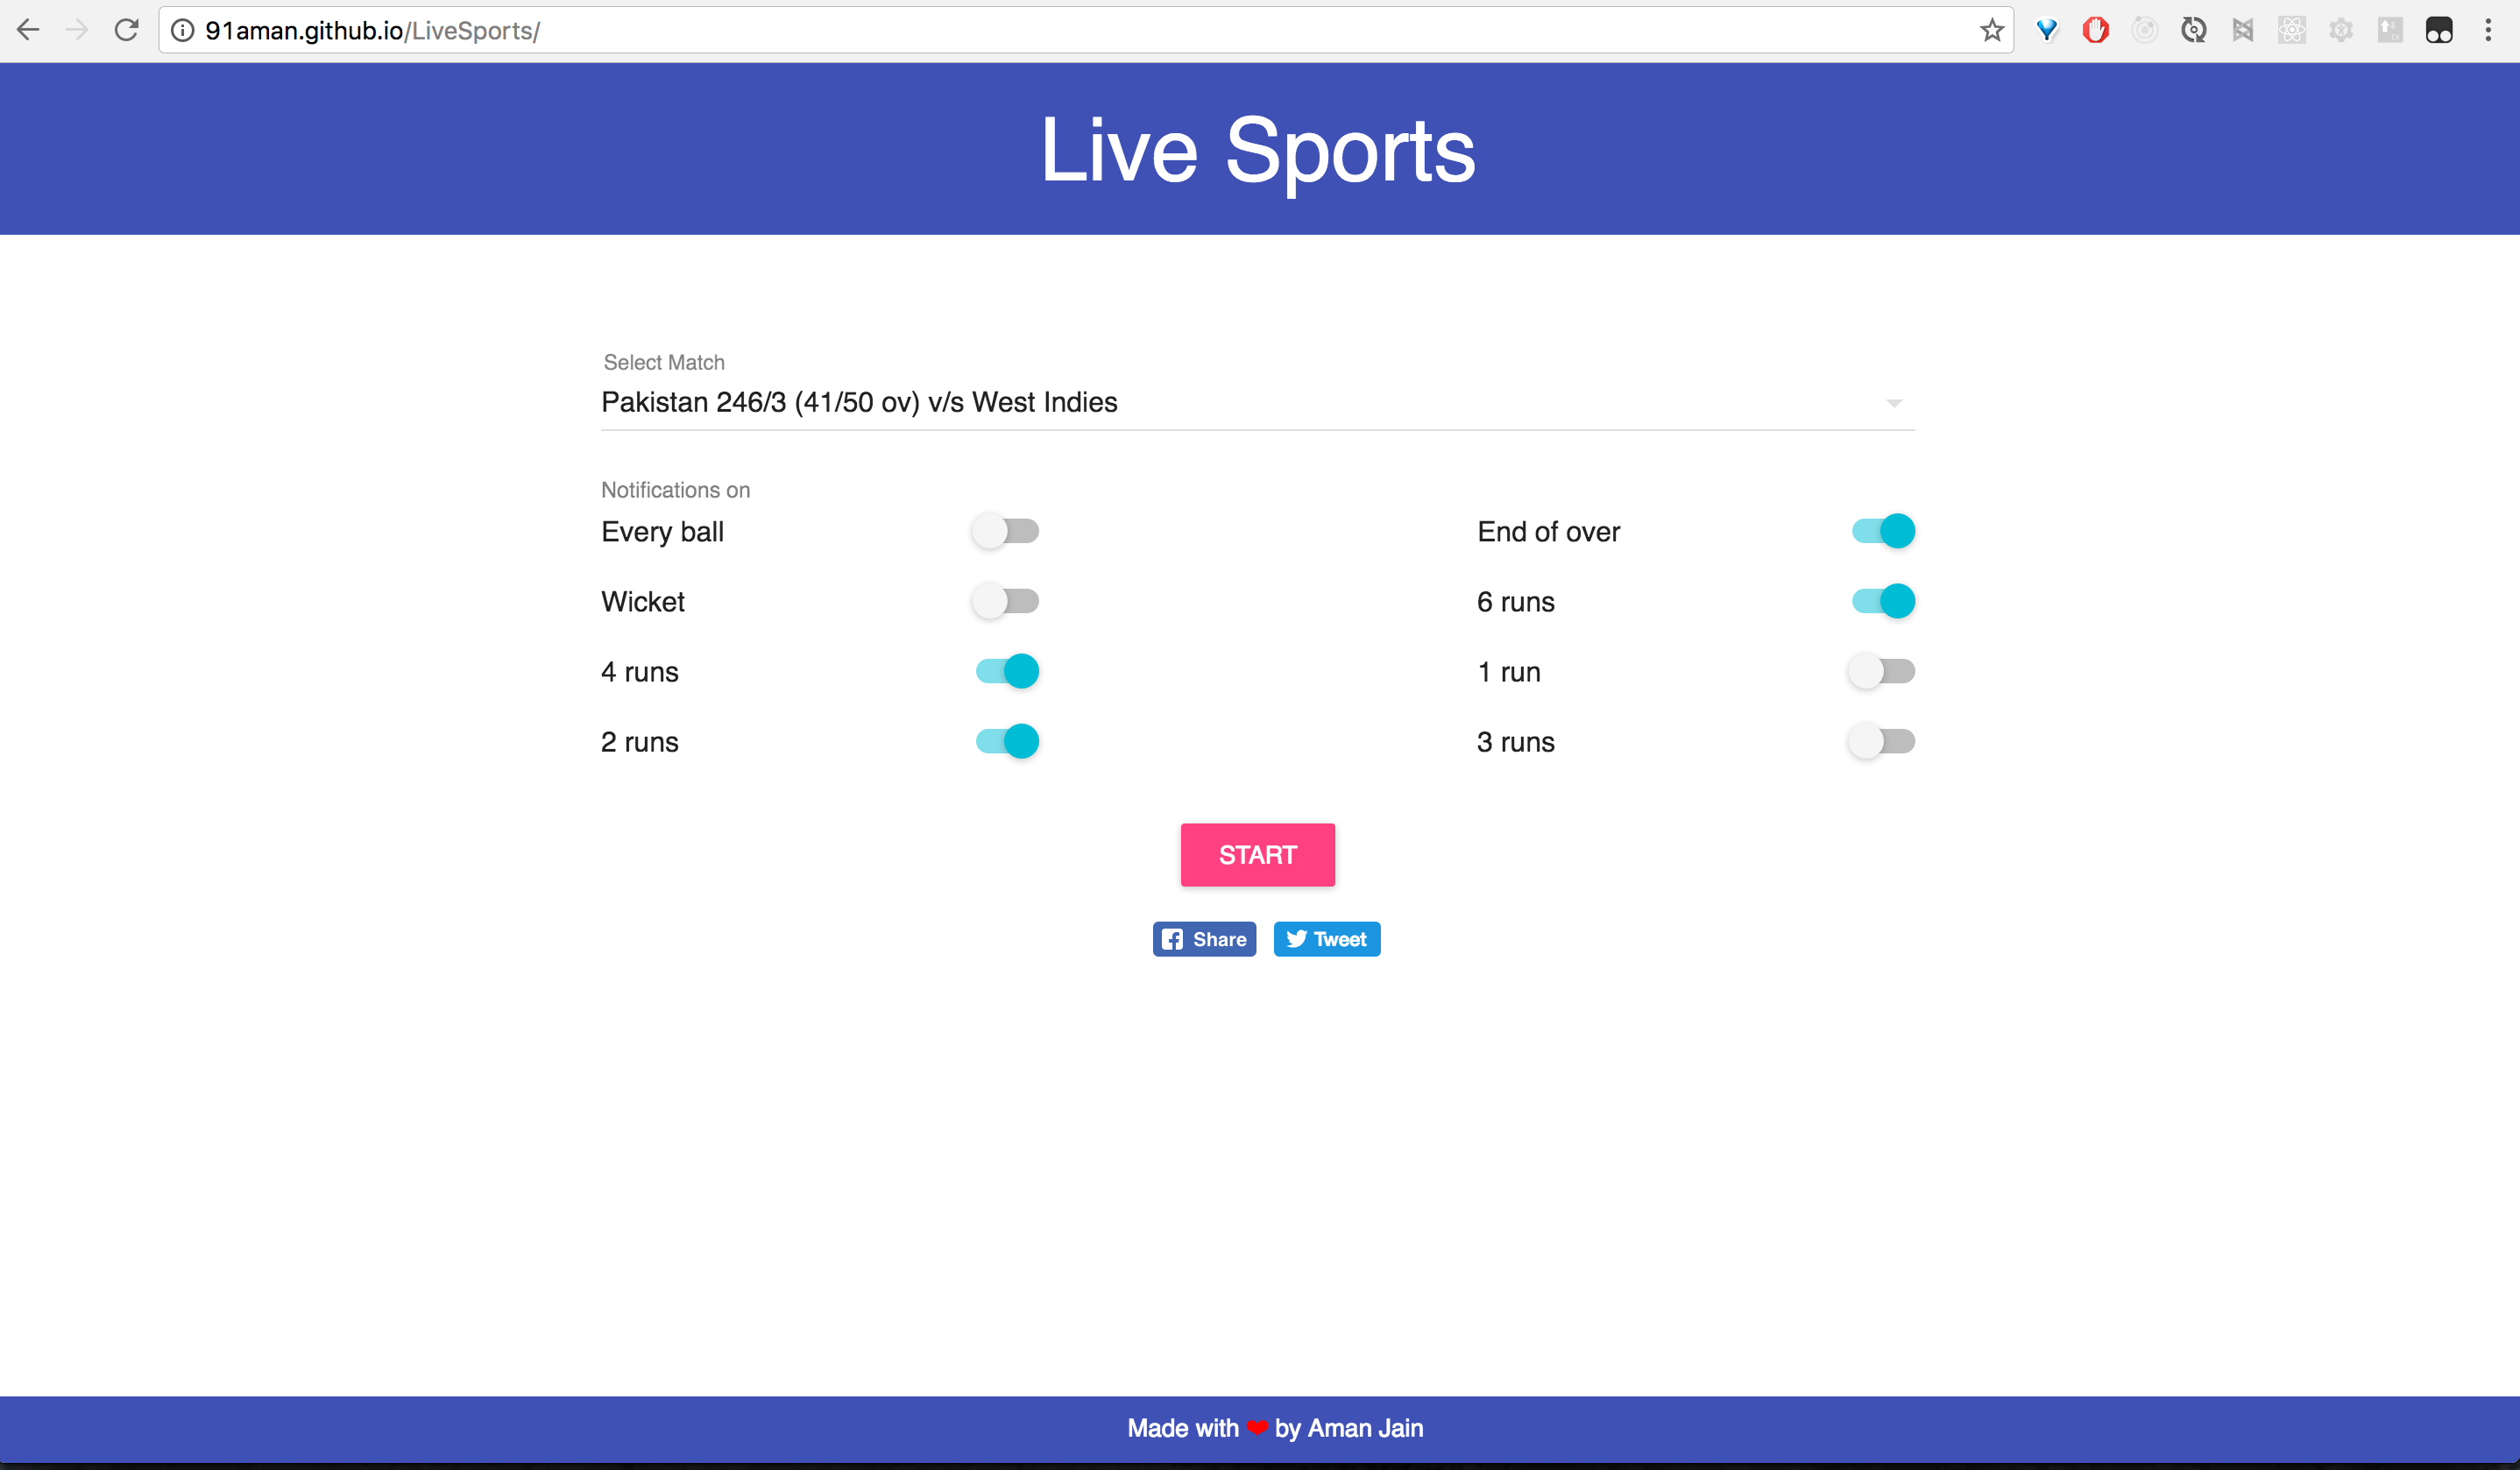 91aman.github.io/LiveSports/
Live Sports
Select Match
Pakistan 246/3 (41/50 ov) v/s West Indies
Notifications on
Every ball End of over
Wicket 6 runs
4 runs 1 run
2 runs 3 runs
START
Share Tweet
Made with ❤ by Aman Jain